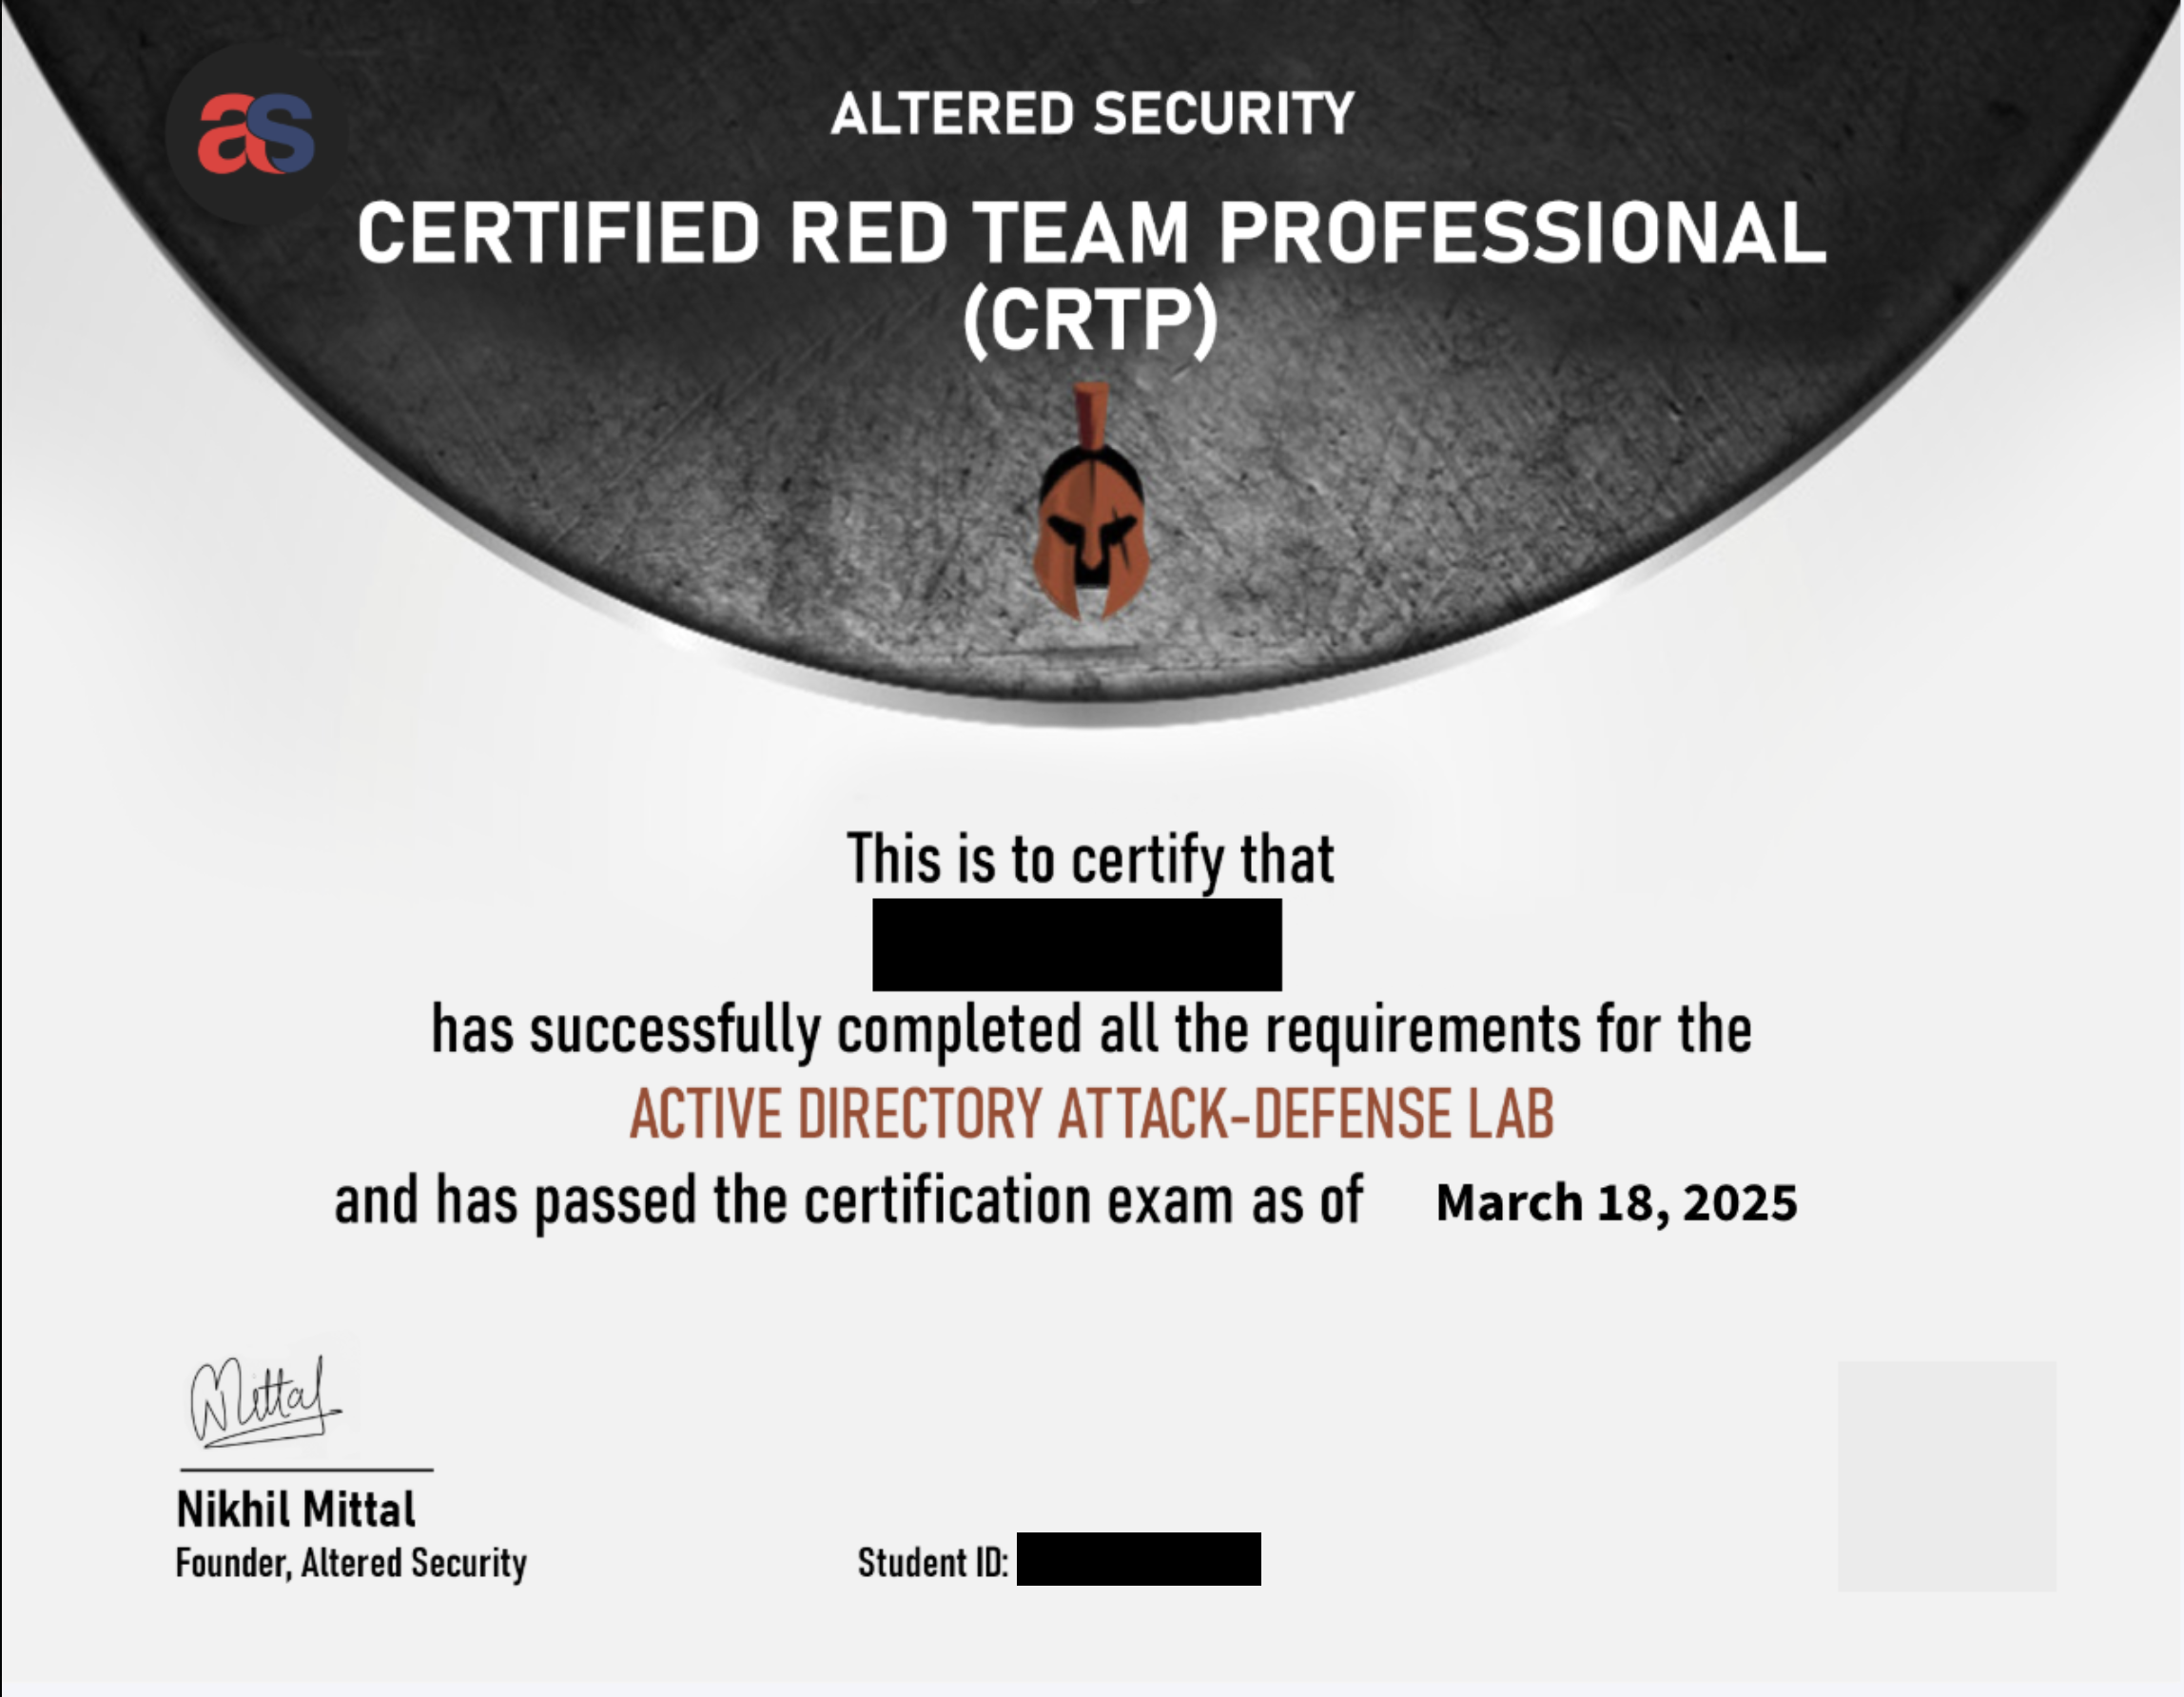 as
ALTERED SECURITY
CERTIFIED RED TEAM PROFESSIONAL
(CRTP)
This is to certify that
has successfully completed all the requirements for the
ACTIVE DIRECTORY ATTACK-DEFENSE LAB
and has passed the certification exam as of March 18, 2025
Mittal
Nikhil Mittal
Founder, Altered Security
Student ID: